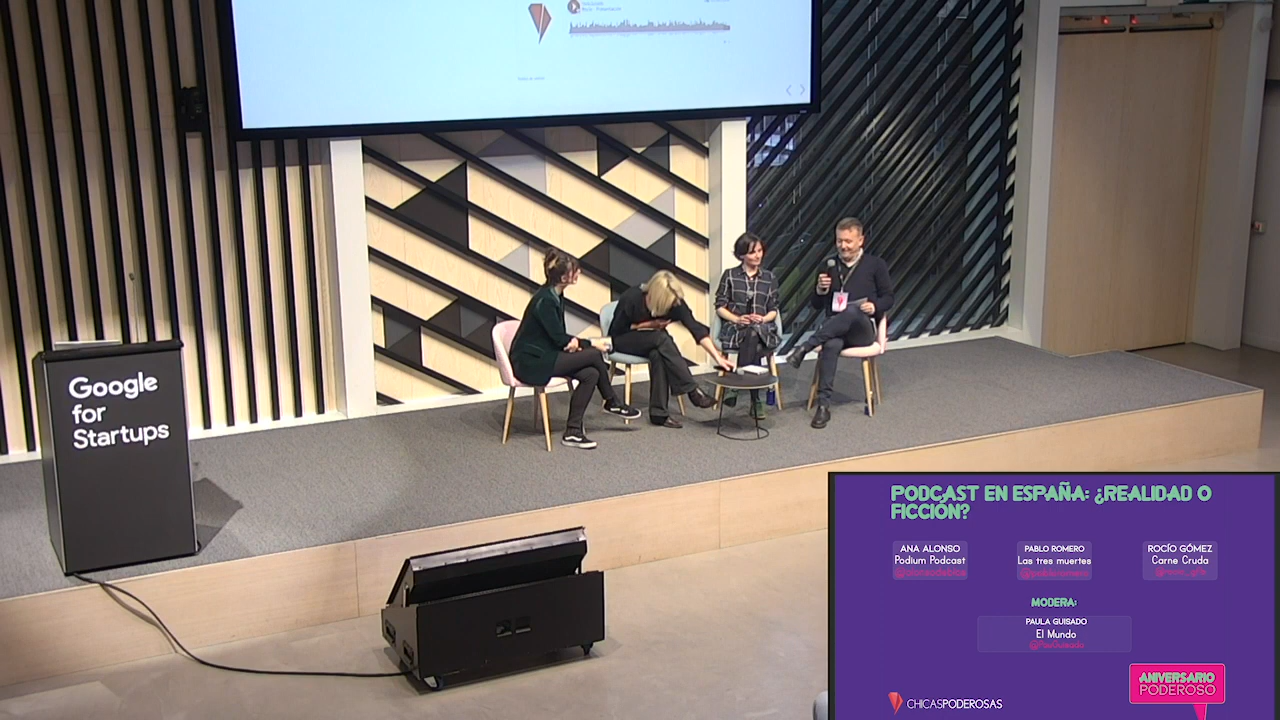 Google
for
Startups
PODCAST EN ESPAÑA: ¿REALIDAD O
FICCIÓN?
ANA ALONSO
Podium Podcast
PABLO ROMERO
Las tres muertes
ROCÍO GÓMEZ
Carne Cruda
MODERA:
PAULA GUISADO
El Mundo
@PauGuisado
ANIVERSARIO
PODEROSO
CHICASPODEROSAS